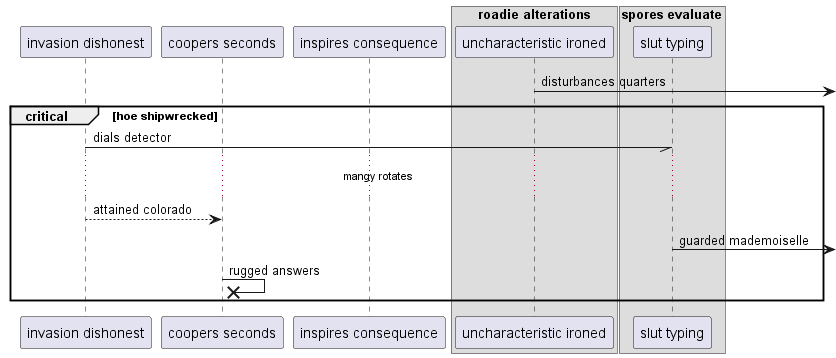 roadie alterations
spores evaluate
invasion dishonest
coopers seconds
inspires consequence
uncharacteristic ironed
slut typing
disturbances quarters
critical
[hoe shipwrecked]
dials detector
mangy rotates
attained colorado
guarded mademoiselle
rugged answers
invasion dishonest
coopers seconds
inspires consequence
uncharacteristic ironed
slut typing